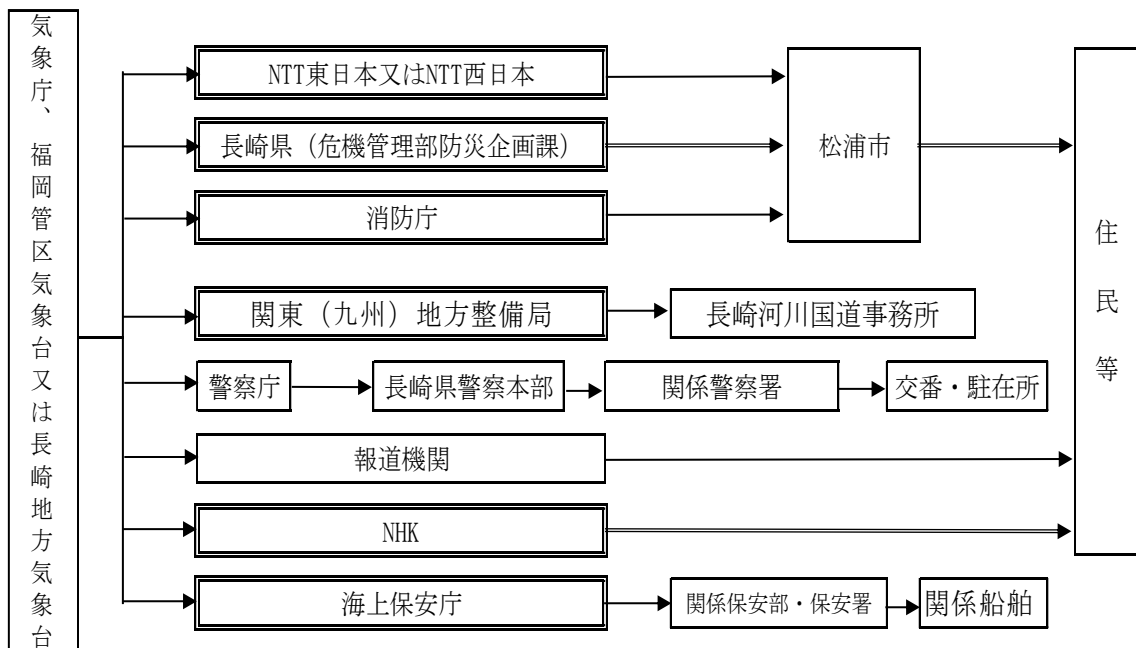 気象庁、福岡管区気象台又は長崎地方気象台
NTT東日本又はNTT西日本
長崎県（危機管理部防災企画課）
消防庁
松浦市
住民等
関東（九州）地方整備局
長崎河川国道事務所
警察庁
長崎県警察本部
関係警察署
交番・駐在所
報道機関
NHK
海上保安庁
関係保安部・保安署
関係船舶